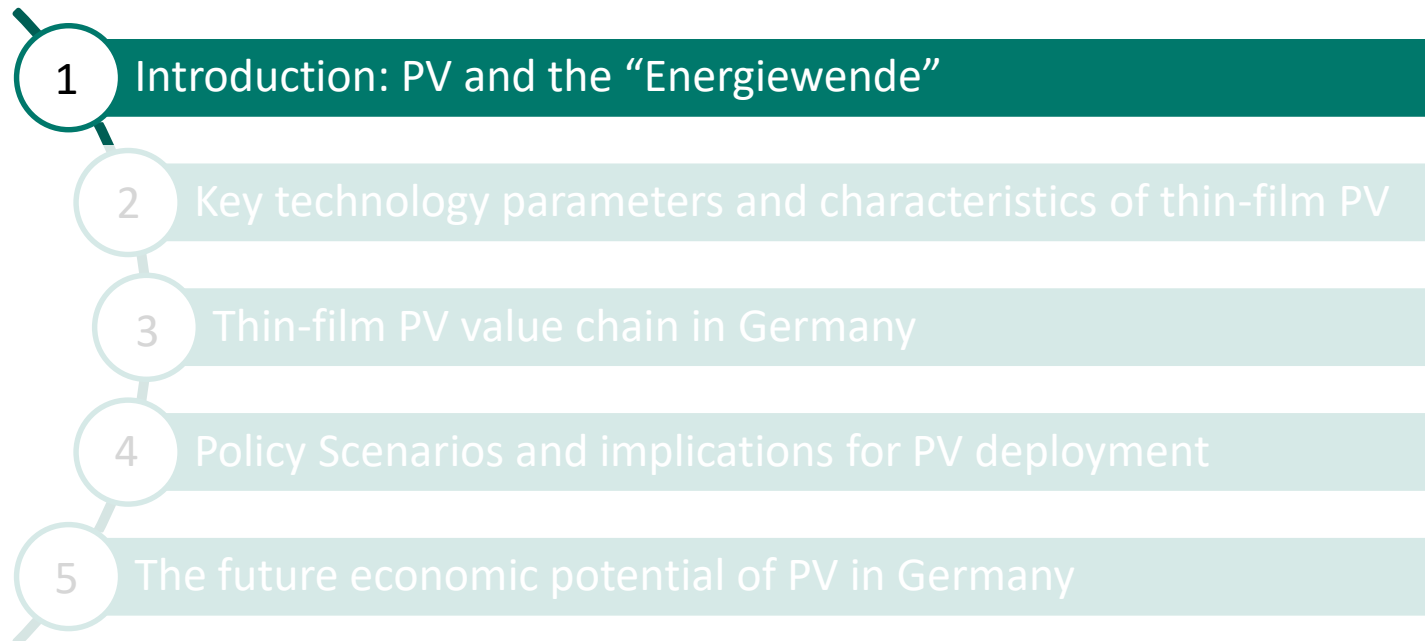 1 Introduction: PV and the “Energiewende”
2 Key technology parameters and characteristics of thin-film PV
3 Thin-film PV value chain in Germany
4 Policy Scenarios and implications for PV deployment
5 The future economic potential of PV in Germany